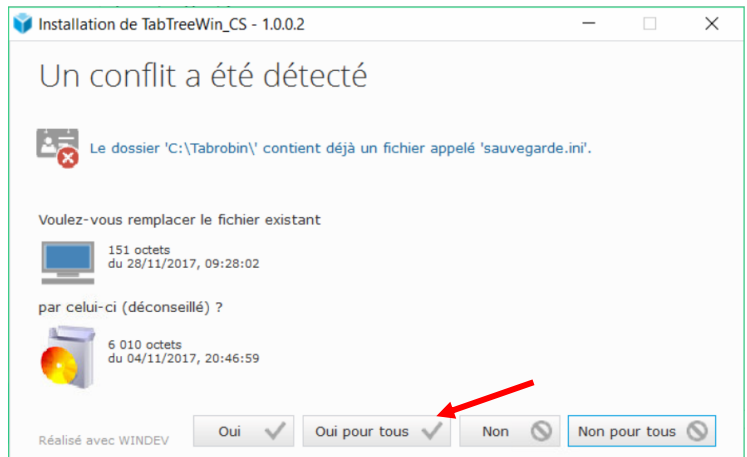 Installation de TabTreeWin_CS - 1.0.0.2
Un conflit a été détecté
Le dossier 'C:\Tabrobin\' contient déjà un fichier appelé 'sauvegarde.ini'.
Voulez-vous remplacer le fichier existant
151 octets
du 28/11/2017, 09:28:02
par celui-ci (déconseillé) ?
6 010 octets
du 04/11/2017, 20:46:59
Réalisé avec WINDEV
Oui
Oui pour tous
Non
Non pour tous